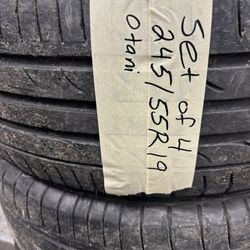 Set of 4
245/55R19
Otani